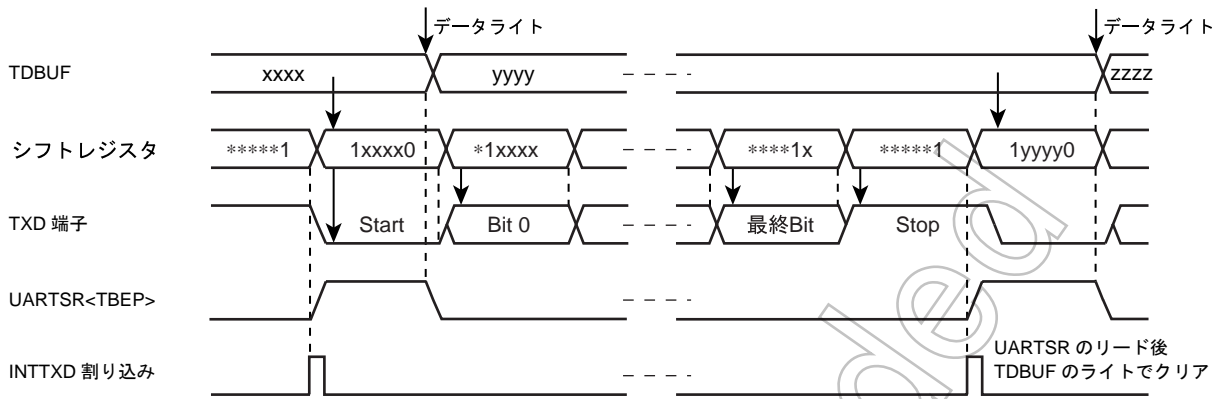 データライト データライト
TDBUF xxxx yyyy zzzz
シフトレジスタ *****1 1xxxx0 *1xxxx ****1x *****1 1yyyy0
TXD 端子 Start Bit 0 最終Bit Stop
UARTSR<TBEP>
INTTXD 割り込み
UARTSR のリード後
TDBUF のライトでクリア